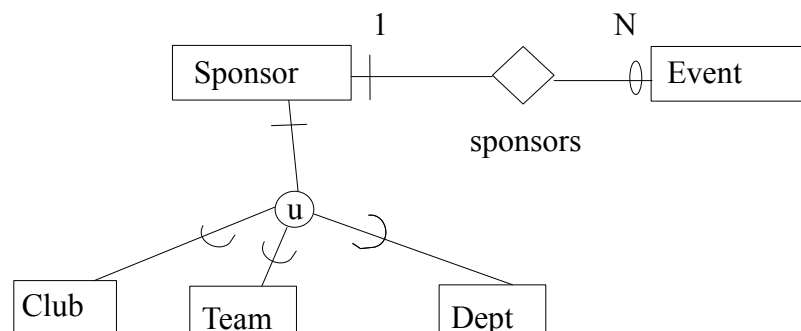 1
N
Sponsor
Event
sponsors
u
Club
Team
Dept